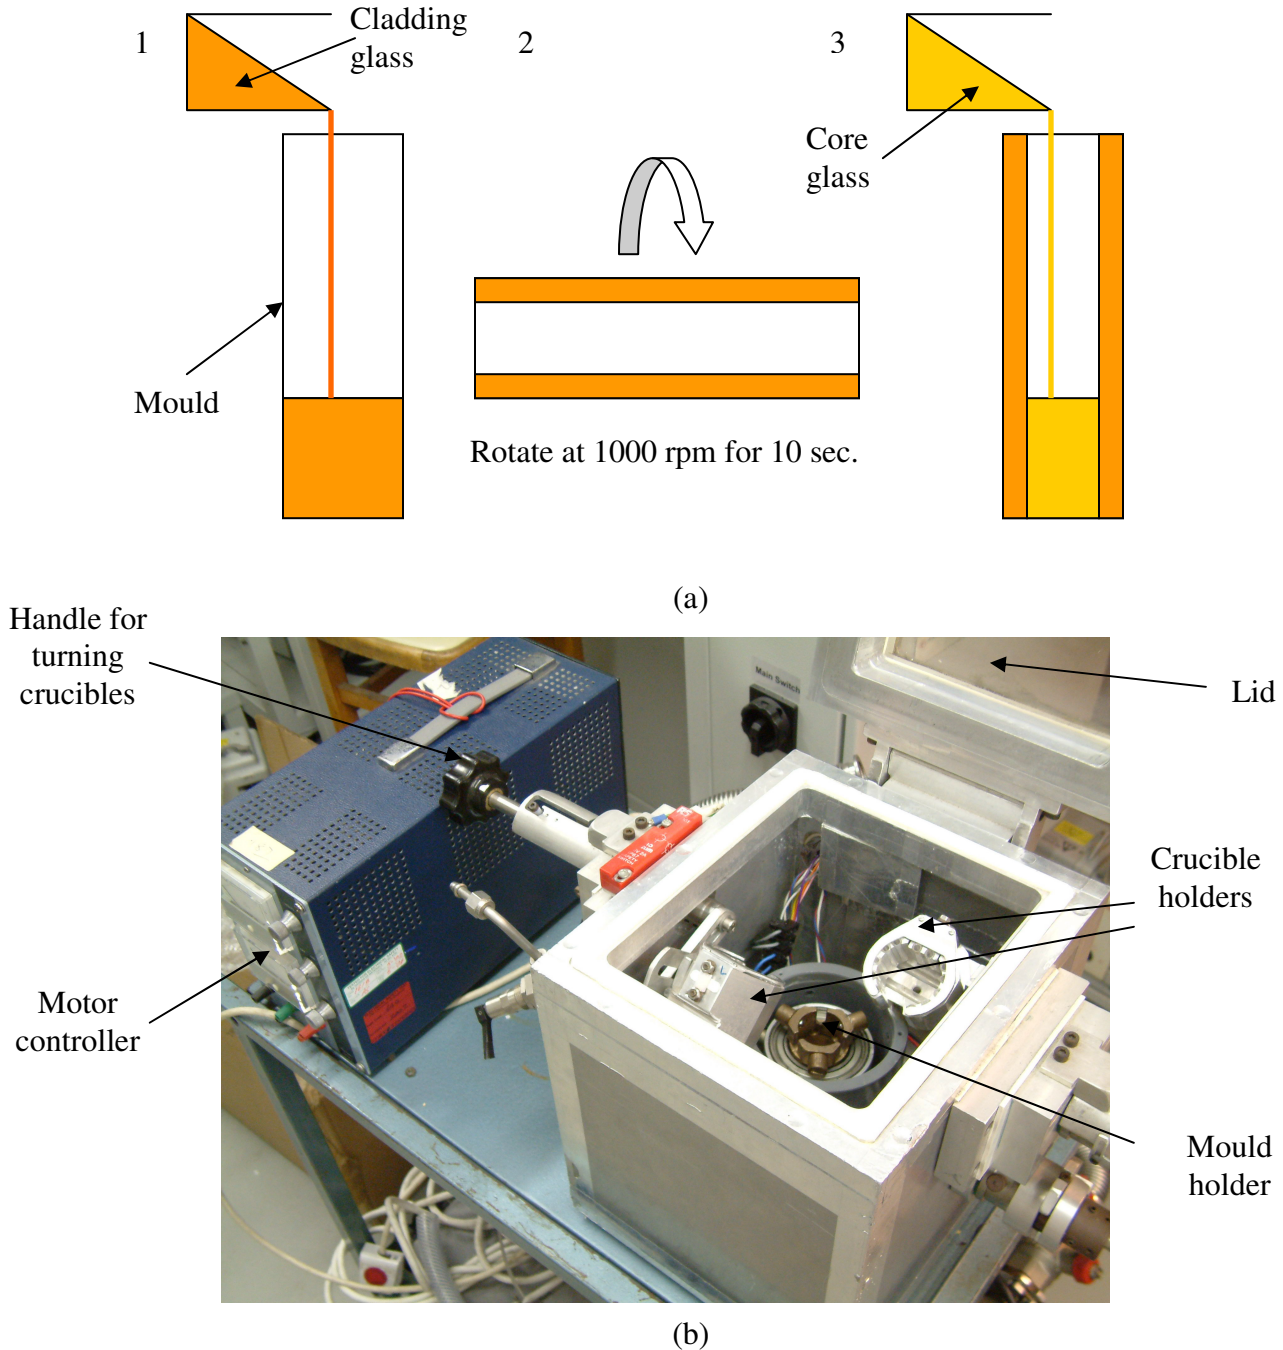 1
Cladding
glass
2
3
Core
glass
Mould
Rotate at 1000 rpm for 10 sec.
(a)
Handle for
turning
crucibles
Main Switch
Lid
Crucible
holders
Motor
controller
Mould
holder
(b)